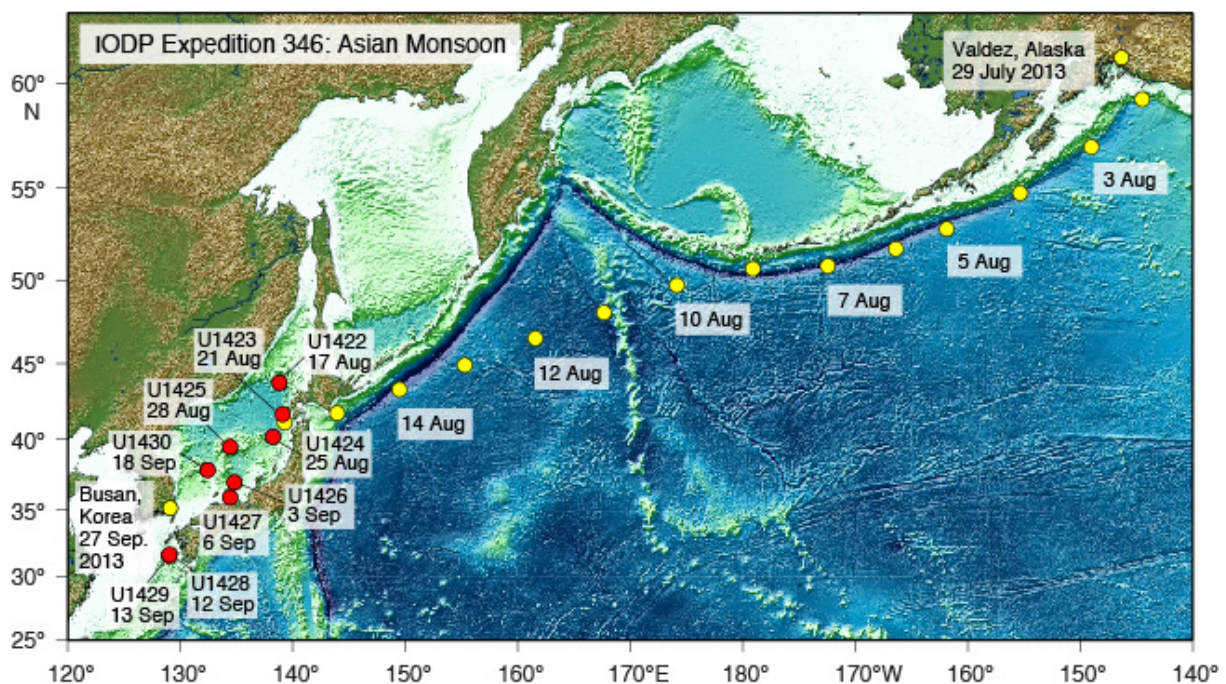 IODP Expedition 346: Asian Monsoon
Valdez, Alaska
29 July 2013
60°
N
3 Aug
55°
5 Aug
50°
7 Aug
10 Aug
U1423
21 Aug
U1422
17 Aug
45°
12 Aug
U1425
28 Aug
14 Aug
40°
U1430
18 Sep
U1424
25 Aug
Busan,
Korea
27 Sep.
2013
U1426
3 Sep
35°
U1427
6 Sep
30°
U1429
13 Sep
U1428
12 Sep
25°
120° 130° 140° 150° 160° 170°E 180° 170°W 160° 150° 140°